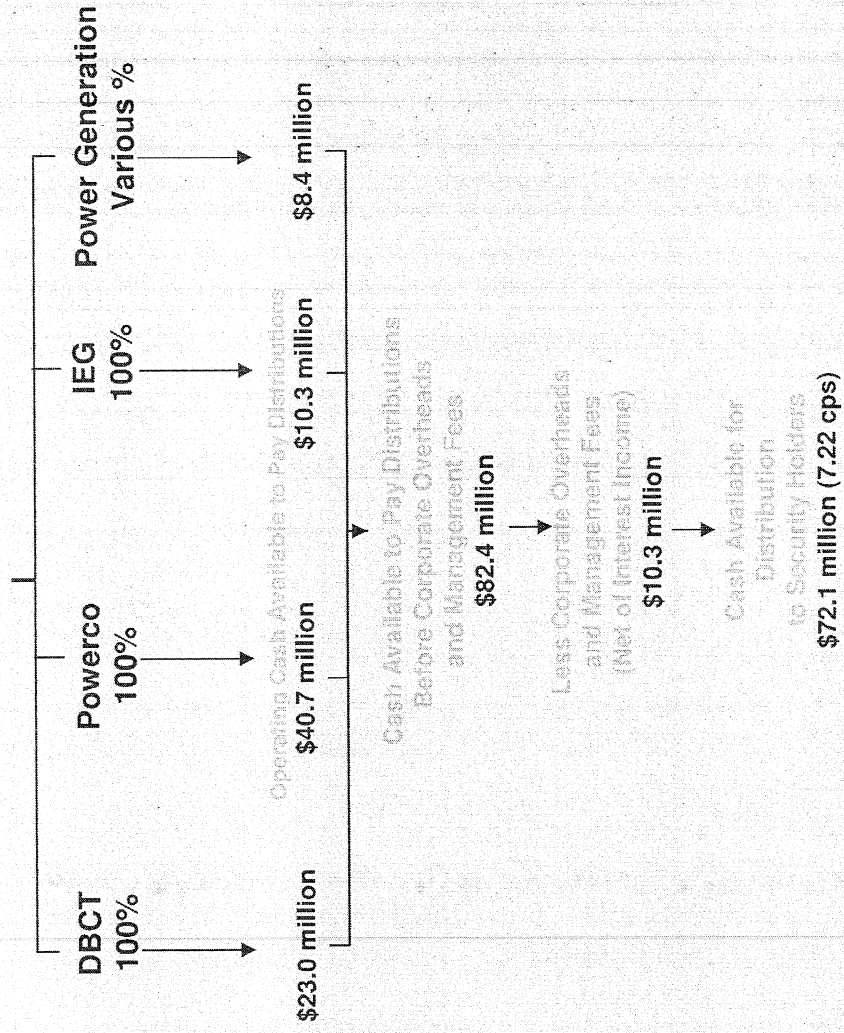 DBCT
100%
Powerco
100%
IEG
100%
Power Generation
Various %
Operating Cash Available to Pay Distributions
$23.0 million
$40.7 million
$10.3 million
$8.4 million
Cash Available to Pay Distributions
Before Corporate Overheads
and Management Fees
$82.4 million
Less Corporate Overheads
and Management Fees
(Net of Interest Income)
$10.3 million
Cash Available for
Distribution
to Security Holders
$72.1 million (7.22 cps)